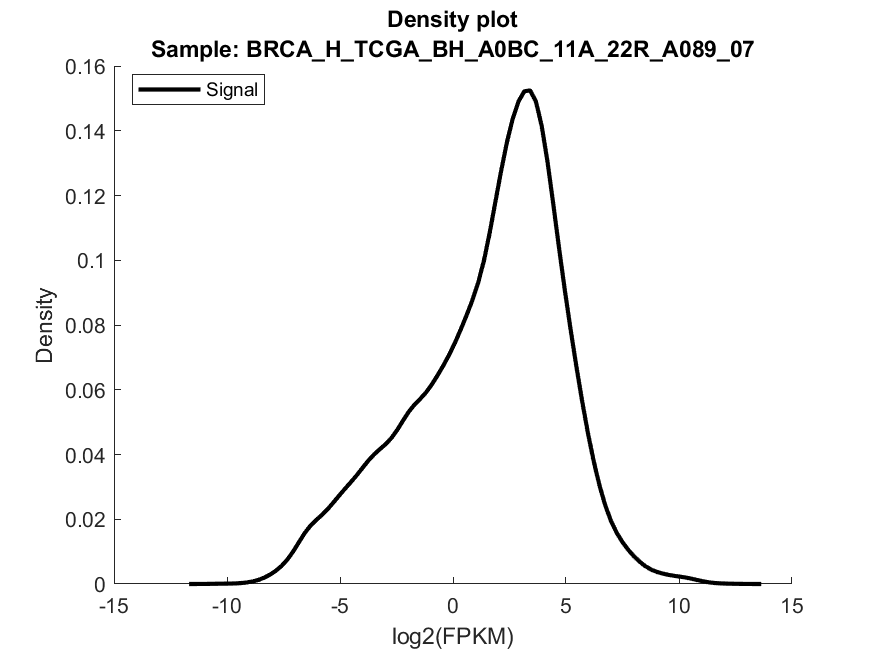 Density plot
Sample: BRCA_H_TCGA_BH_A0BC_11A_22R_A089_07
0.16
Signal
0.14
0.12
0.1
Density
0.08
0.06
0.04
0.02
0
-15 -10 -5 0 5 10 15
log2(FPKM)